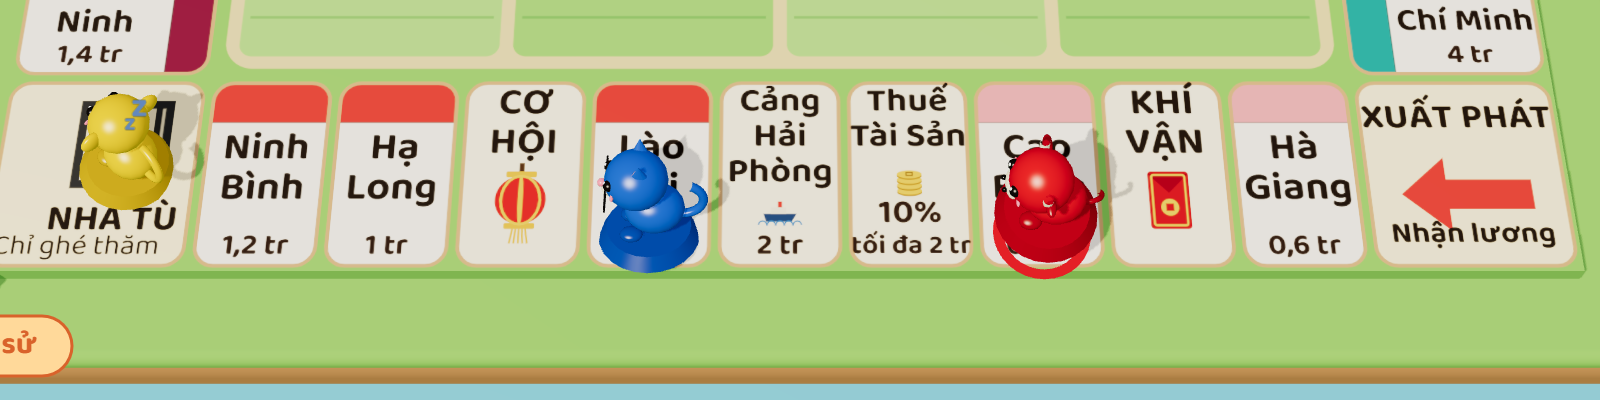 Ninh
1,4 tr
Chí Minh
4 tr
NHÀ TÙ
Chỉ ghé thăm
Ninh
Bình
1,2 tr
Hạ
Long
1 tr
CƠ
HỘI
Lào
Cảng
Hải
Phòng
2 tr
Thuế
Tài Sản
10%
tối đa 2 tr
Cao
KHÍ
VẬN
Hà
Giang
0,6 tr
XUẤT PHÁT
Nhận lương
sử